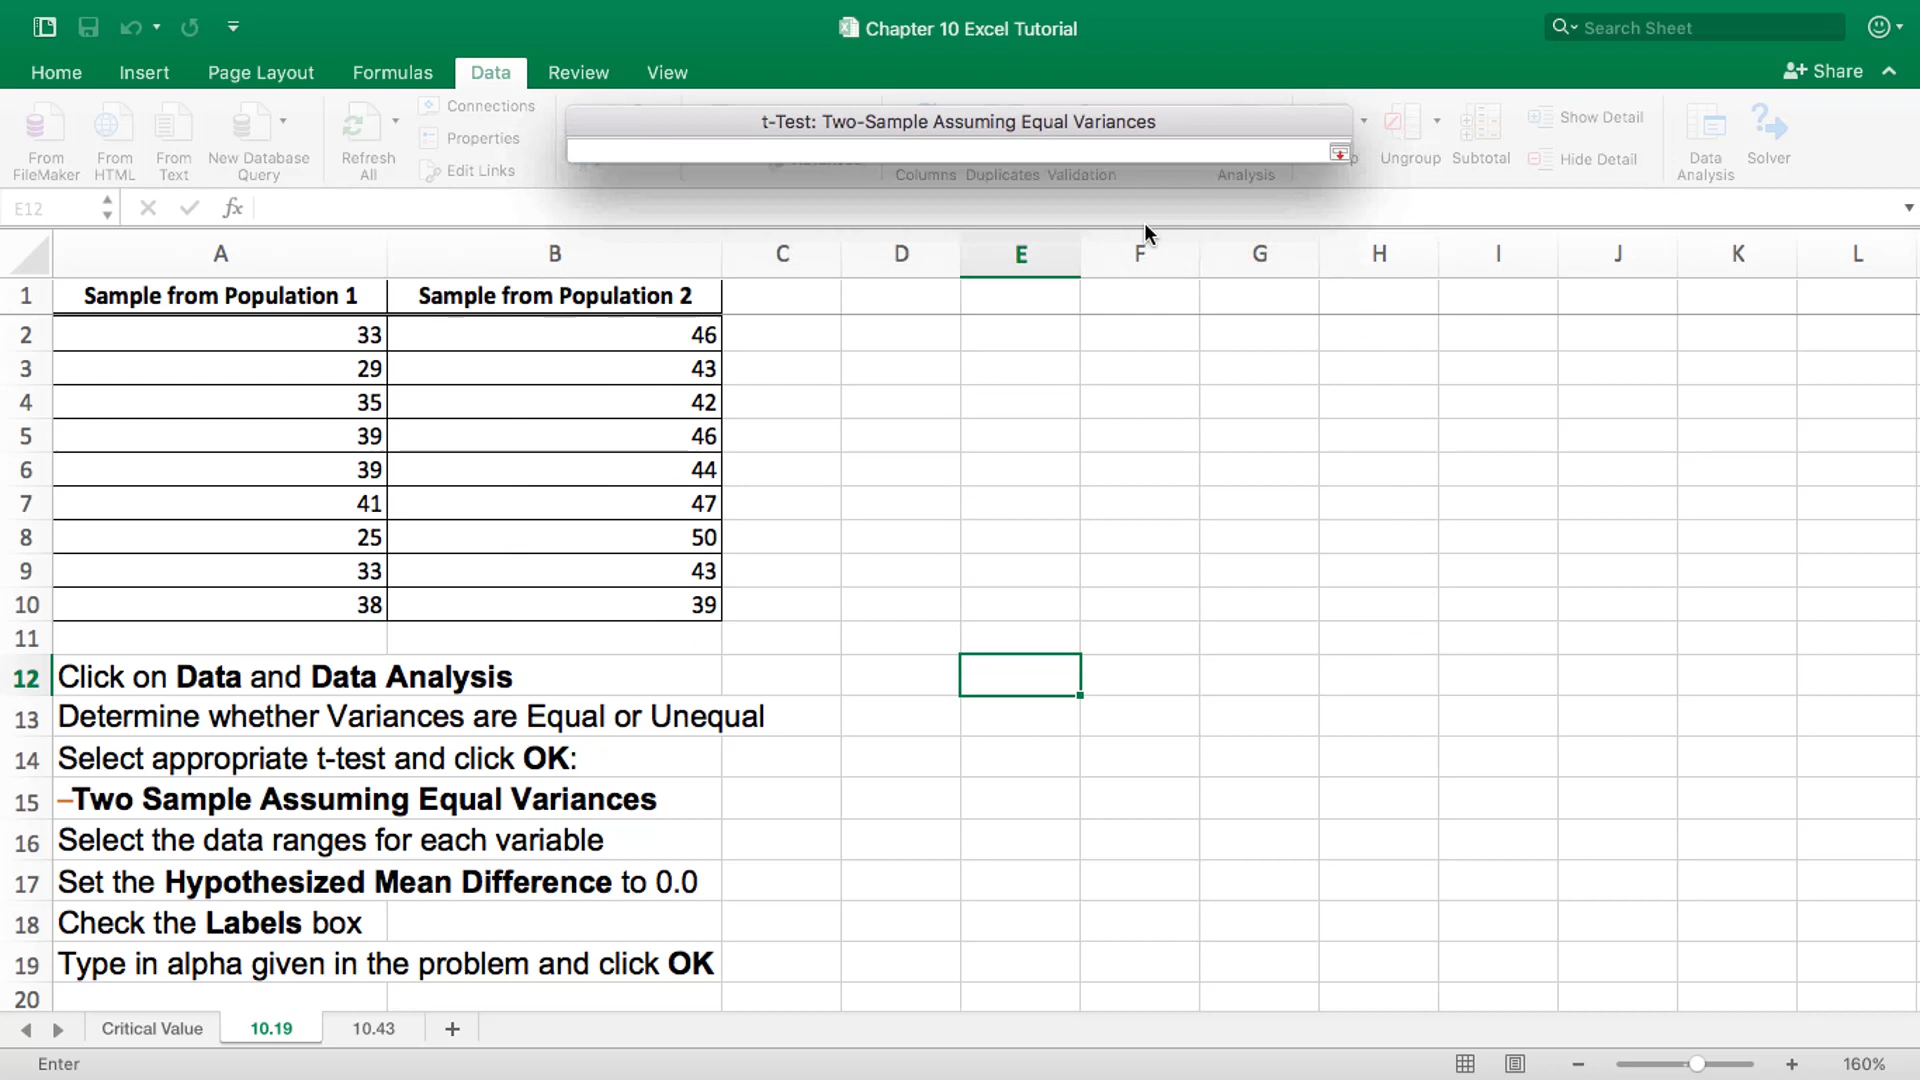 Chapter 10 Excel Tutorial
Search Sheet
Home Insert Page Layout Formulas Data Review View
Share
From FileMaker
From HTML
From Text
New Database Query
Refresh All
Connections
Properties
Edit Links
t-Test: Two-Sample Assuming Equal Variances
Columns Duplicates Validation
Analysis
Ungroup
Subtotal
Show Detail
Hide Detail
Data Analysis
Solver
E12 fx
A B C D E F G H I J K L
1 Sample from Population 1 Sample from Population 2
2 33 46
3 29 43
4 35 42
5 39 46
6 39 44
7 41 47
8 25 50
9 33 43
10 38 39
11
12 Click on Data and Data Analysis
13 Determine whether Variances are Equal or Unequal
14 Select appropriate t-test and click OK:
15 –Two Sample Assuming Equal Variances
16 Select the data ranges for each variable
17 Set the Hypothesized Mean Difference to 0.0
18 Check the Labels box
19 Type in alpha given in the problem and click OK
20
Critical Value 10.19 10.43 +
Enter
160%